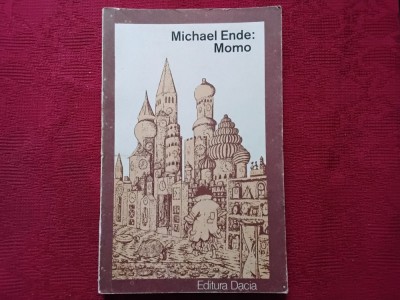 Michael Ende:
Momo
Editura Dacia